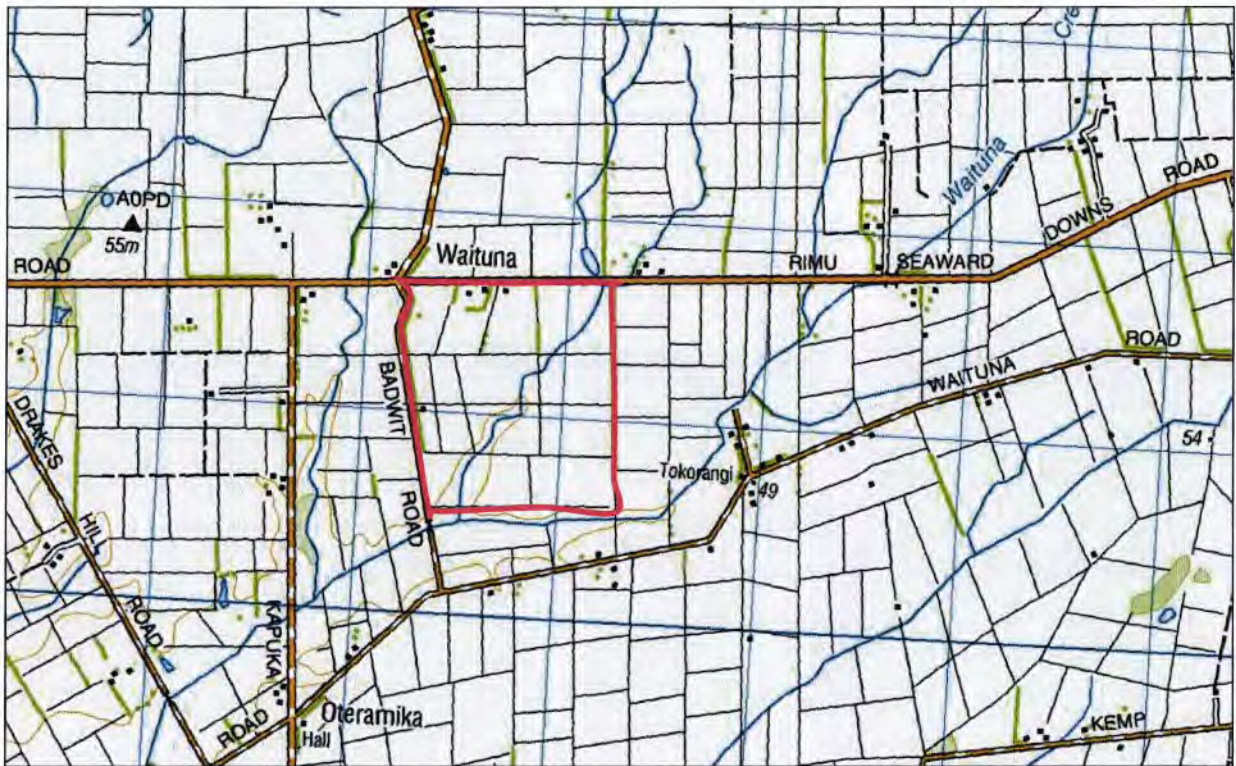 Cre
Waituna
ROAD
DOWNS
A0PD
55m
Waituna
ROAD
RIMU
SEAWARD
ROAD
WAITUNA
BADWIT
ROAD
DRAKES
HILL
ROAD
54
Tokorangi
49
KAPUKA
ROAD
Oteramika
Hall
KEMP